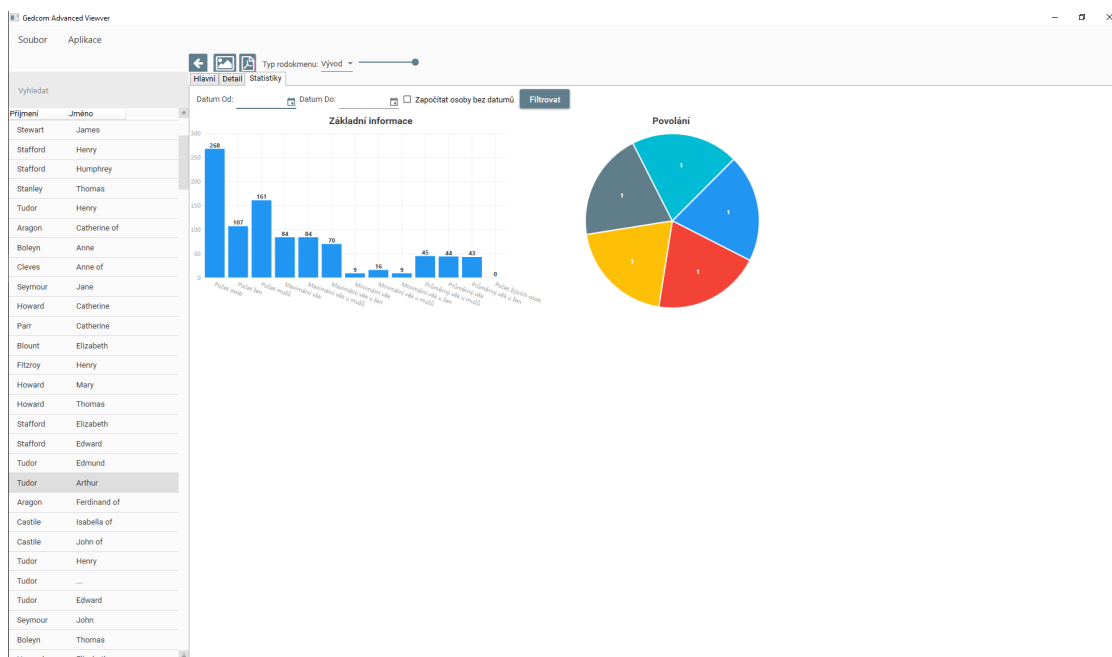 Gedcom Advanced Viewver
Soubor Aplikace
Typ rodokmenu: Vývod
Hlavní Detail Statistiky
Vyhledat
Datum Od: Datum Do: Započítat osoby bez datumů Filtrovat
Příjmení Jméno
Stewart James
Stafford Henry
Stafford Humphrey
Stanley Thomas
Tudor Henry
Aragon Catherine of
Boleyn Anne
Cleves Anne of
Seymour Jane
Howard Catherine
Parr Catherine
Blount Elizabeth
Fitzroy Henry
Howard Mary
Howard Thomas
Stafford Elizabeth
Stafford Edward
Tudor Edmund
Tudor Arthur
Aragon Ferdinand of
Castile Isabella of
Castile John of
Tudor Henry
Tudor ...
Tudor Edward
Seymour John
Boleyn Thomas
Základní informace
300
250
200
150
100
50
0
268
107
161
84
84
70
9
16
9
45
44
43
0
Počet osob
Počet žen
Počet mužů
Maximální věk
Maximální věk u mužů
Maximální věk u žen
Minimální věk
Minimální věk u žen
Minimální věk u mužů
Průměrný věk u mužů
Průměrný věk
Průměrný věk u žen
Počet žijících osob
Povolání
1
1
1
1
1